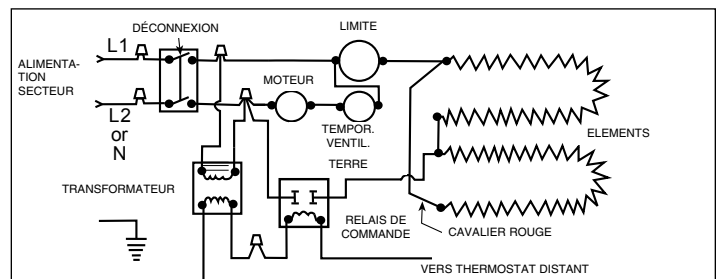 DÉCONNEXION
LIMITE
L1
ALIMENTA-
TION
SECTEUR
MOTEUR
L2
or
N
TEMPOR.
VENTIL.
ELEMENTS
TERRE
TRANSFORMATEUR
RELAIS DE
COMMANDE
CAVALIER ROUGE
VERS THERMOSTAT DISTANT